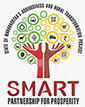 STATE OF MAHARASHTRA'S AGRIBUSINESS AND RURAL TRANSFORMATION PROJECT
SMART
PARTNERSHIP FOR PROSPERITY